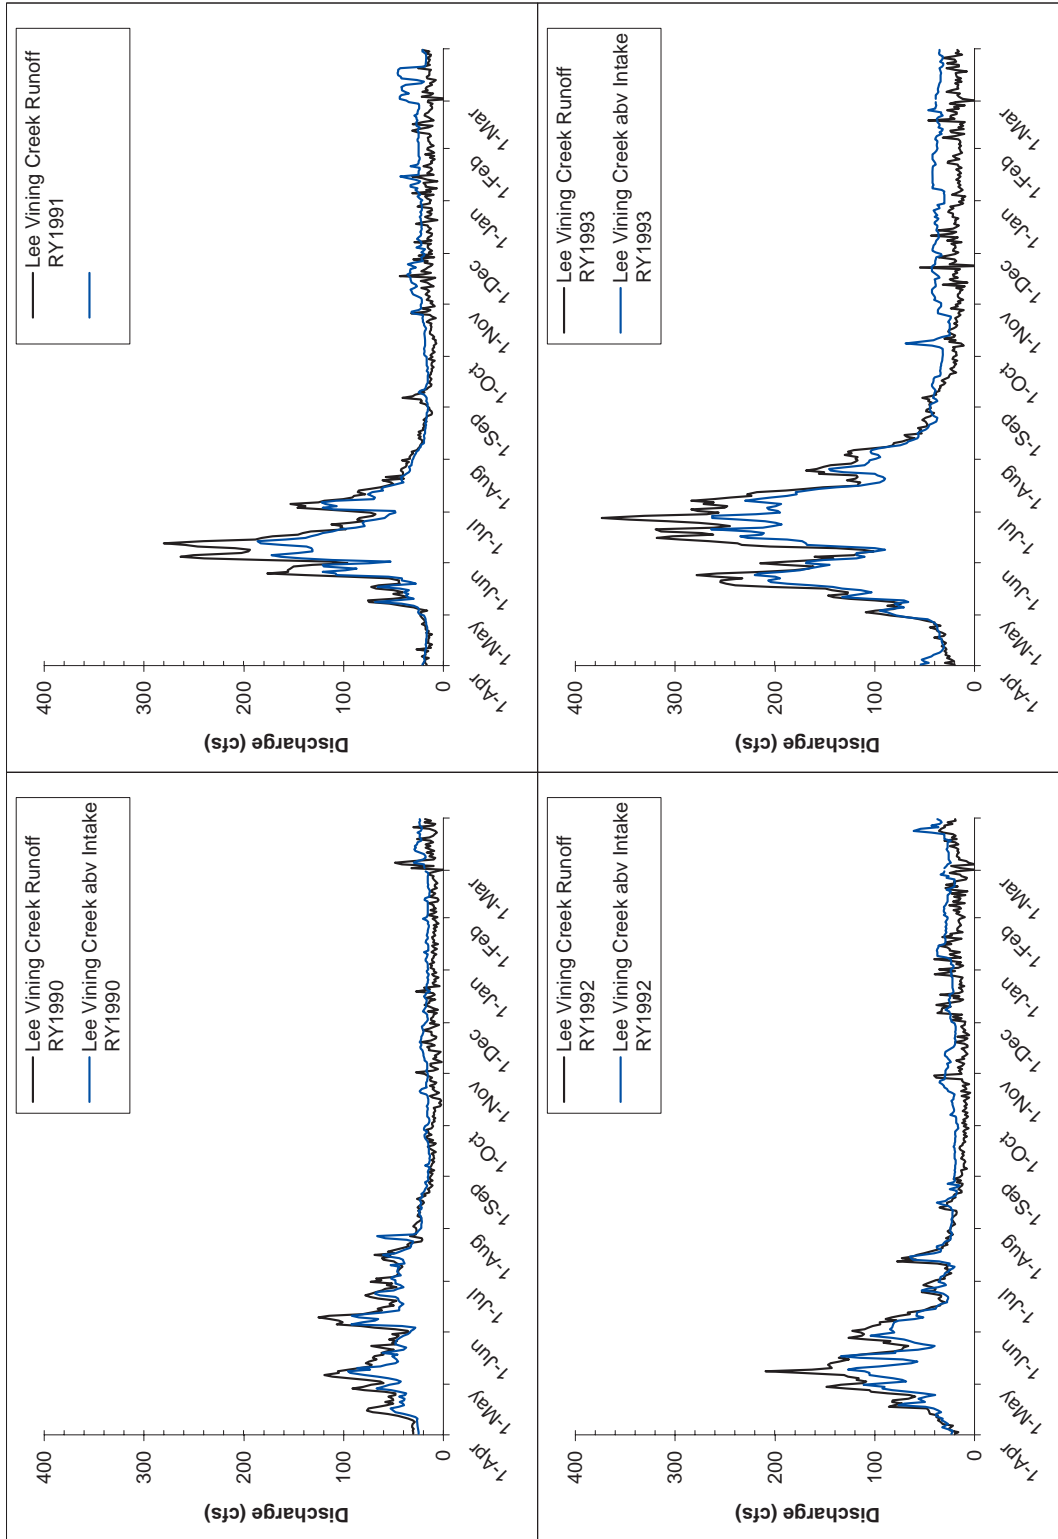 Lee Vining Creek Runoff
RY1990
Lee Vining Creek abv Intake
RY1990
Discharge (cfs)
400
300
200
100
0
1-Apr
1-May
1-Jun
1-Jul
1-Aug
1-Sep
1-Oct
1-Nov
1-Dec
1-Jan
1-Feb
1-Mar
Lee Vining Creek Runoff
RY1991
Discharge (cfs)
400
300
200
100
0
1-Apr
1-May
1-Jun
1-Jul
1-Aug
1-Sep
1-Oct
1-Nov
1-Dec
1-Jan
1-Feb
1-Mar
Lee Vining Creek Runoff
RY1992
Lee Vining Creek abv Intake
RY1992
Discharge (cfs)
400
300
200
100
0
1-Apr
1-May
1-Jun
1-Jul
1-Aug
1-Sep
1-Oct
1-Nov
1-Dec
1-Jan
1-Feb
1-Mar
Lee Vining Creek Runoff
RY1993
Lee Vining Creek abv Intake
RY1993
Discharge (cfs)
400
300
200
100
0
1-Apr
1-May
1-Jun
1-Jul
1-Aug
1-Sep
1-Oct
1-Nov
1-Dec
1-Jan
1-Feb
1-Mar